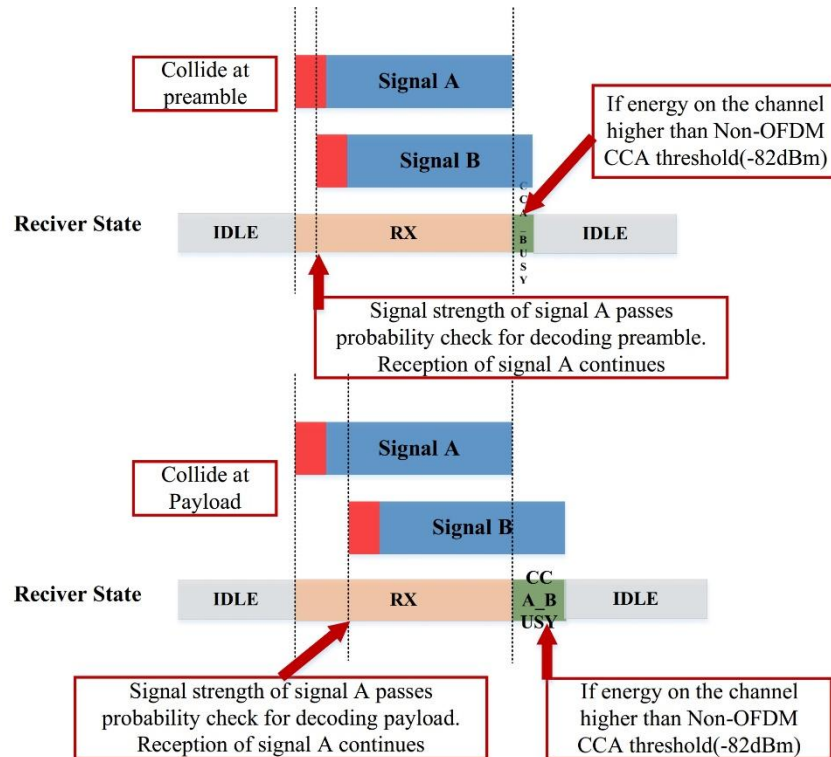 Collide at
preamble
Signal A
If energy on the channel
higher than Non-OFDM
CCA threshold(-82dBm)
Signal B
Reciver State
IDLE
RX
CCA_BUSY
IDLE
Signal strength of signal A passes
probability check for decoding preamble.
Reception of signal A continues
Collide at
Payload
Signal A
Signal B
Reciver State
IDLE
RX
CC
A_B
USY
IDLE
Signal strength of signal A passes
probability check for decoding payload.
Reception of signal A continues
If energy on the channel
higher than Non-OFDM
CCA threshold(-82dBm)